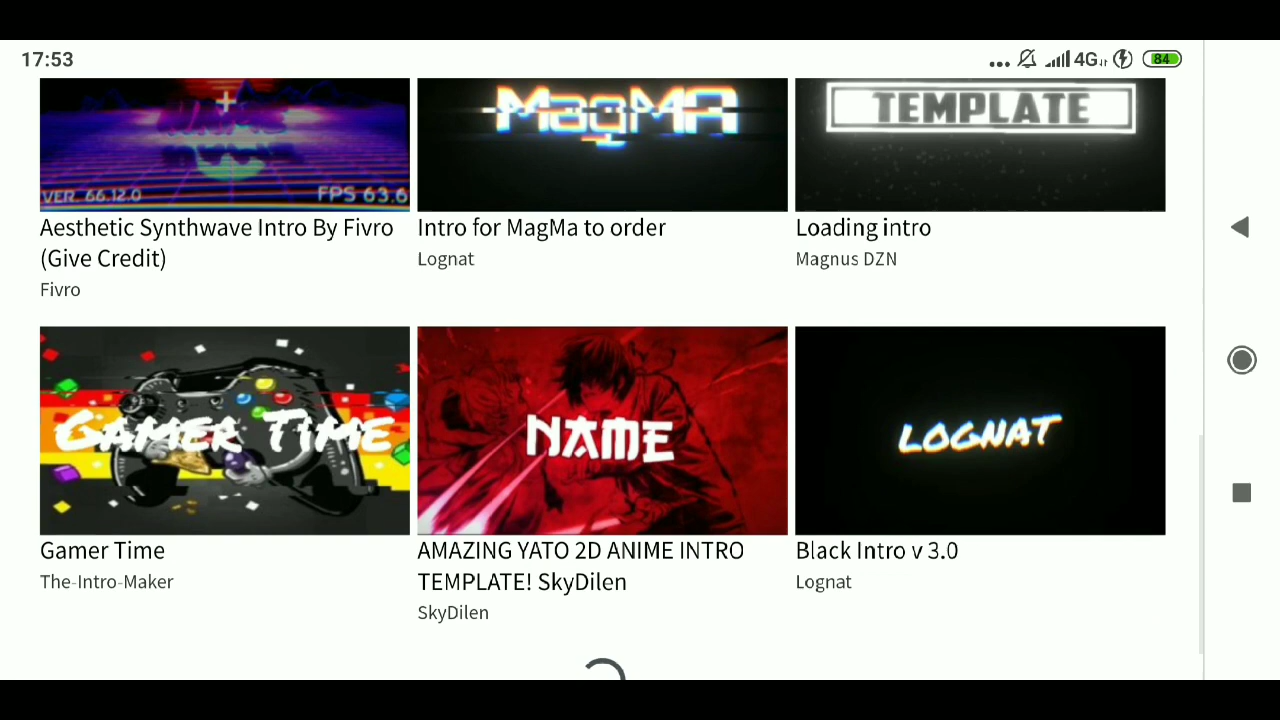 17:53
4G
84
VER. 66.12.0
FPS 63.6
MagMA
TEMPLATE
Aesthetic Synthwave Intro By Fivro
(Give Credit)
Fivro
Intro for MagMa to order
Lognat
Loading intro
Magnus DZN
GAMER TIME
NAME
LOGNAT
Gamer Time
The-Intro-Maker
AMAZING YATO 2D ANIME INTRO
TEMPLATE! SkyDilen
SkyDilen
Black Intro v 3.0
Lognat